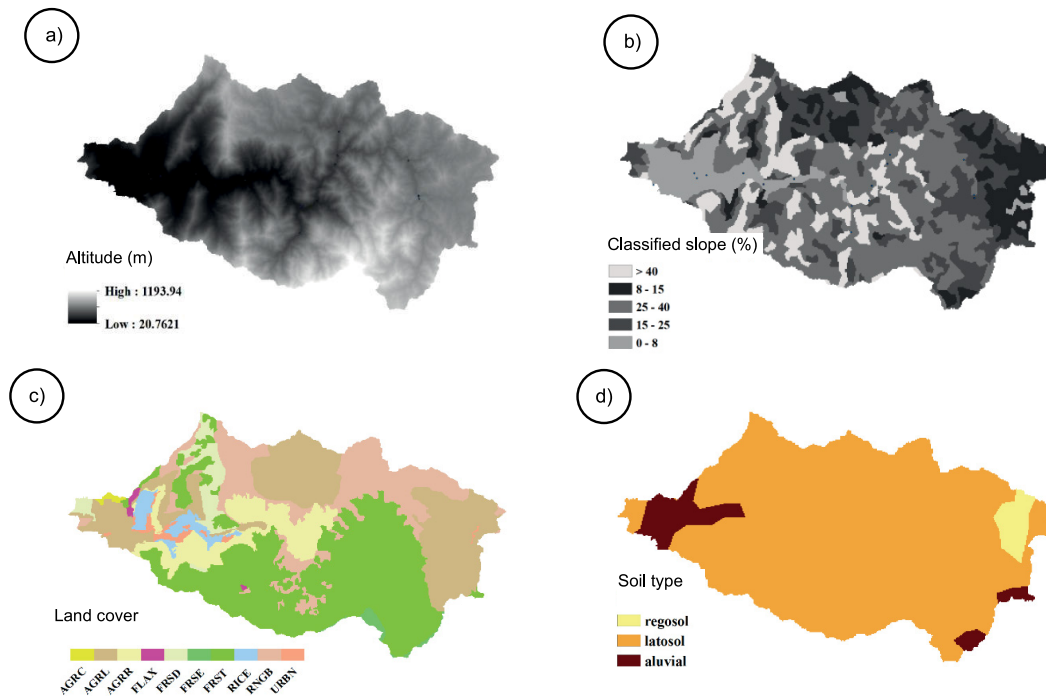 a)
Altitude (m)
High : 1193.94
Low : 20.7621
b)
Classified slope (%)
> 40
8 - 15
25 - 40
15 - 25
0 - 8
c)
Land cover
AGRC
AGRL
AGRR
FLAX
FRSD
FRSE
FRST
RICE
RNGB
URBN
d)
Soil type
regosol
latosol
aluvial